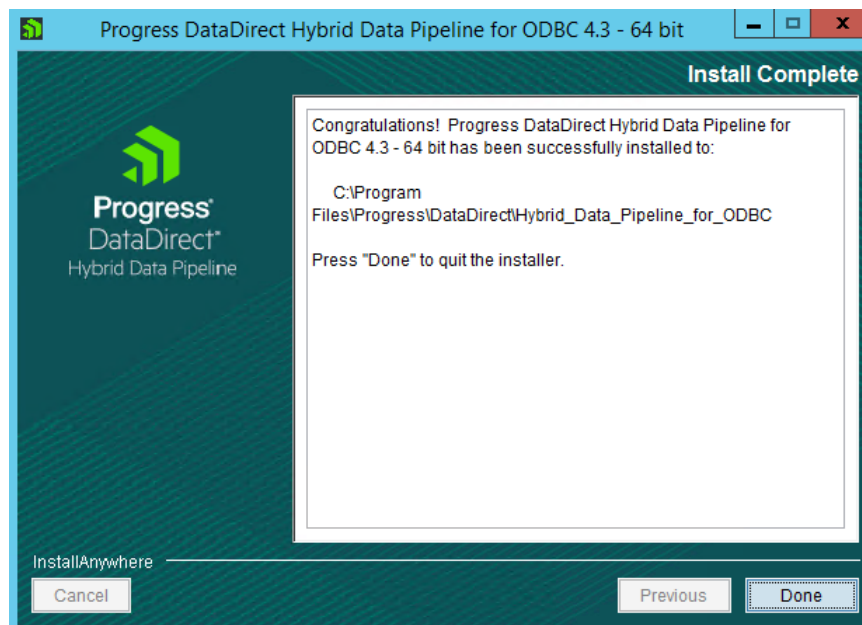 Progress DataDirect Hybrid Data Pipeline for ODBC 4.3 - 64 bit
Install Complete
Progress®
DataDirect®
Hybrid Data Pipeline
Congratulations! Progress DataDirect Hybrid Data Pipeline for
ODBC 4.3 - 64 bit has been successfully installed to:
C:\Program
Files\Progress\DataDirect\Hybrid_Data_Pipeline_for_ODBC
Press "Done" to quit the installer.
InstallAnywhere
Cancel
Previous
Done